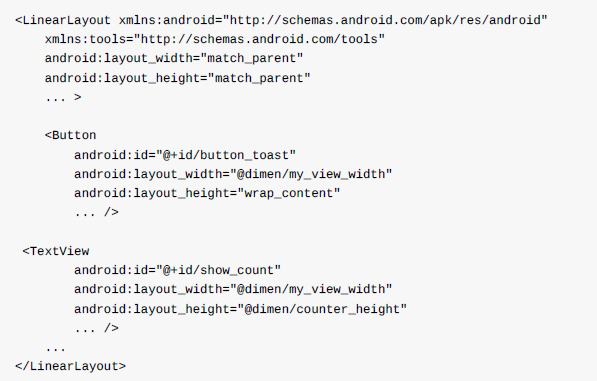 <LinearLayout xmlns:android="http://schemas.android.com/apk/res/android"
    xmlns:tools="http://schemas.android.com/tools"
    android:layout_width="match_parent"
    android:layout_height="match_parent"
    ... >

    <Button
        android:id="@+id/button_toast"
        android:layout_width="@dimen/my_view_width"
        android:layout_height="wrap_content"
        ... />

 <TextView
        android:id="@+id/show_count"
        android:layout_width="@dimen/my_view_width"
        android:layout_height="@dimen/counter_height"
        ... />
    ...
</LinearLayout>